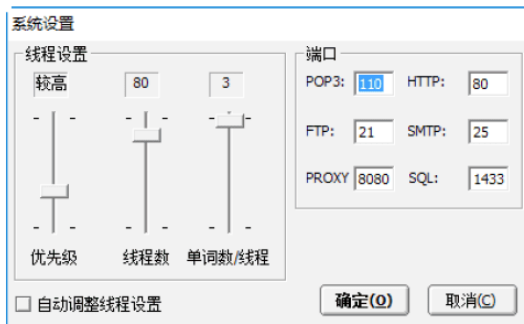 系统设置
线程设置
较高 80 3
优先级 线程数 单词数/线程
自动调整线程设置
端口
POP3: 110 HTTP: 80
FTP: 21 SMTP: 25
PROXY 8080 SQL: 1433
确定(O) 取消(C)